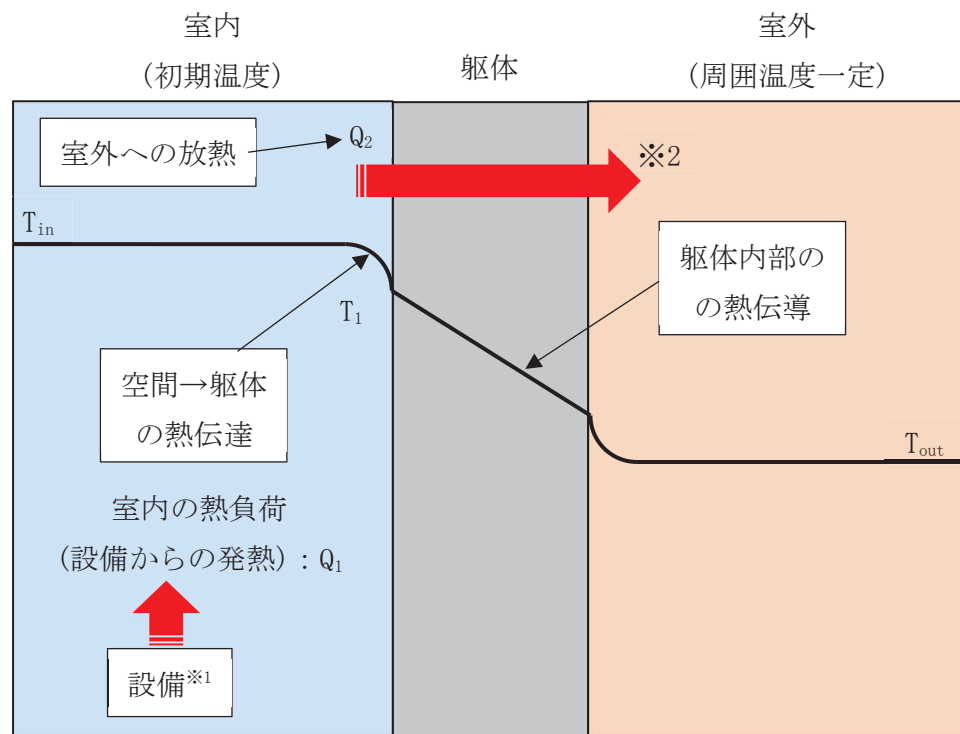 室内
(初期温度)
躯体
室外
(周囲温度一定)
室外への放熱
Q₂
※2
T_in
T₁
躯体内部の
の熱伝導
空間→躯体
の熱伝達
T_out
室内の熱負荷
(設備からの発熱)：Q₁
設備※1